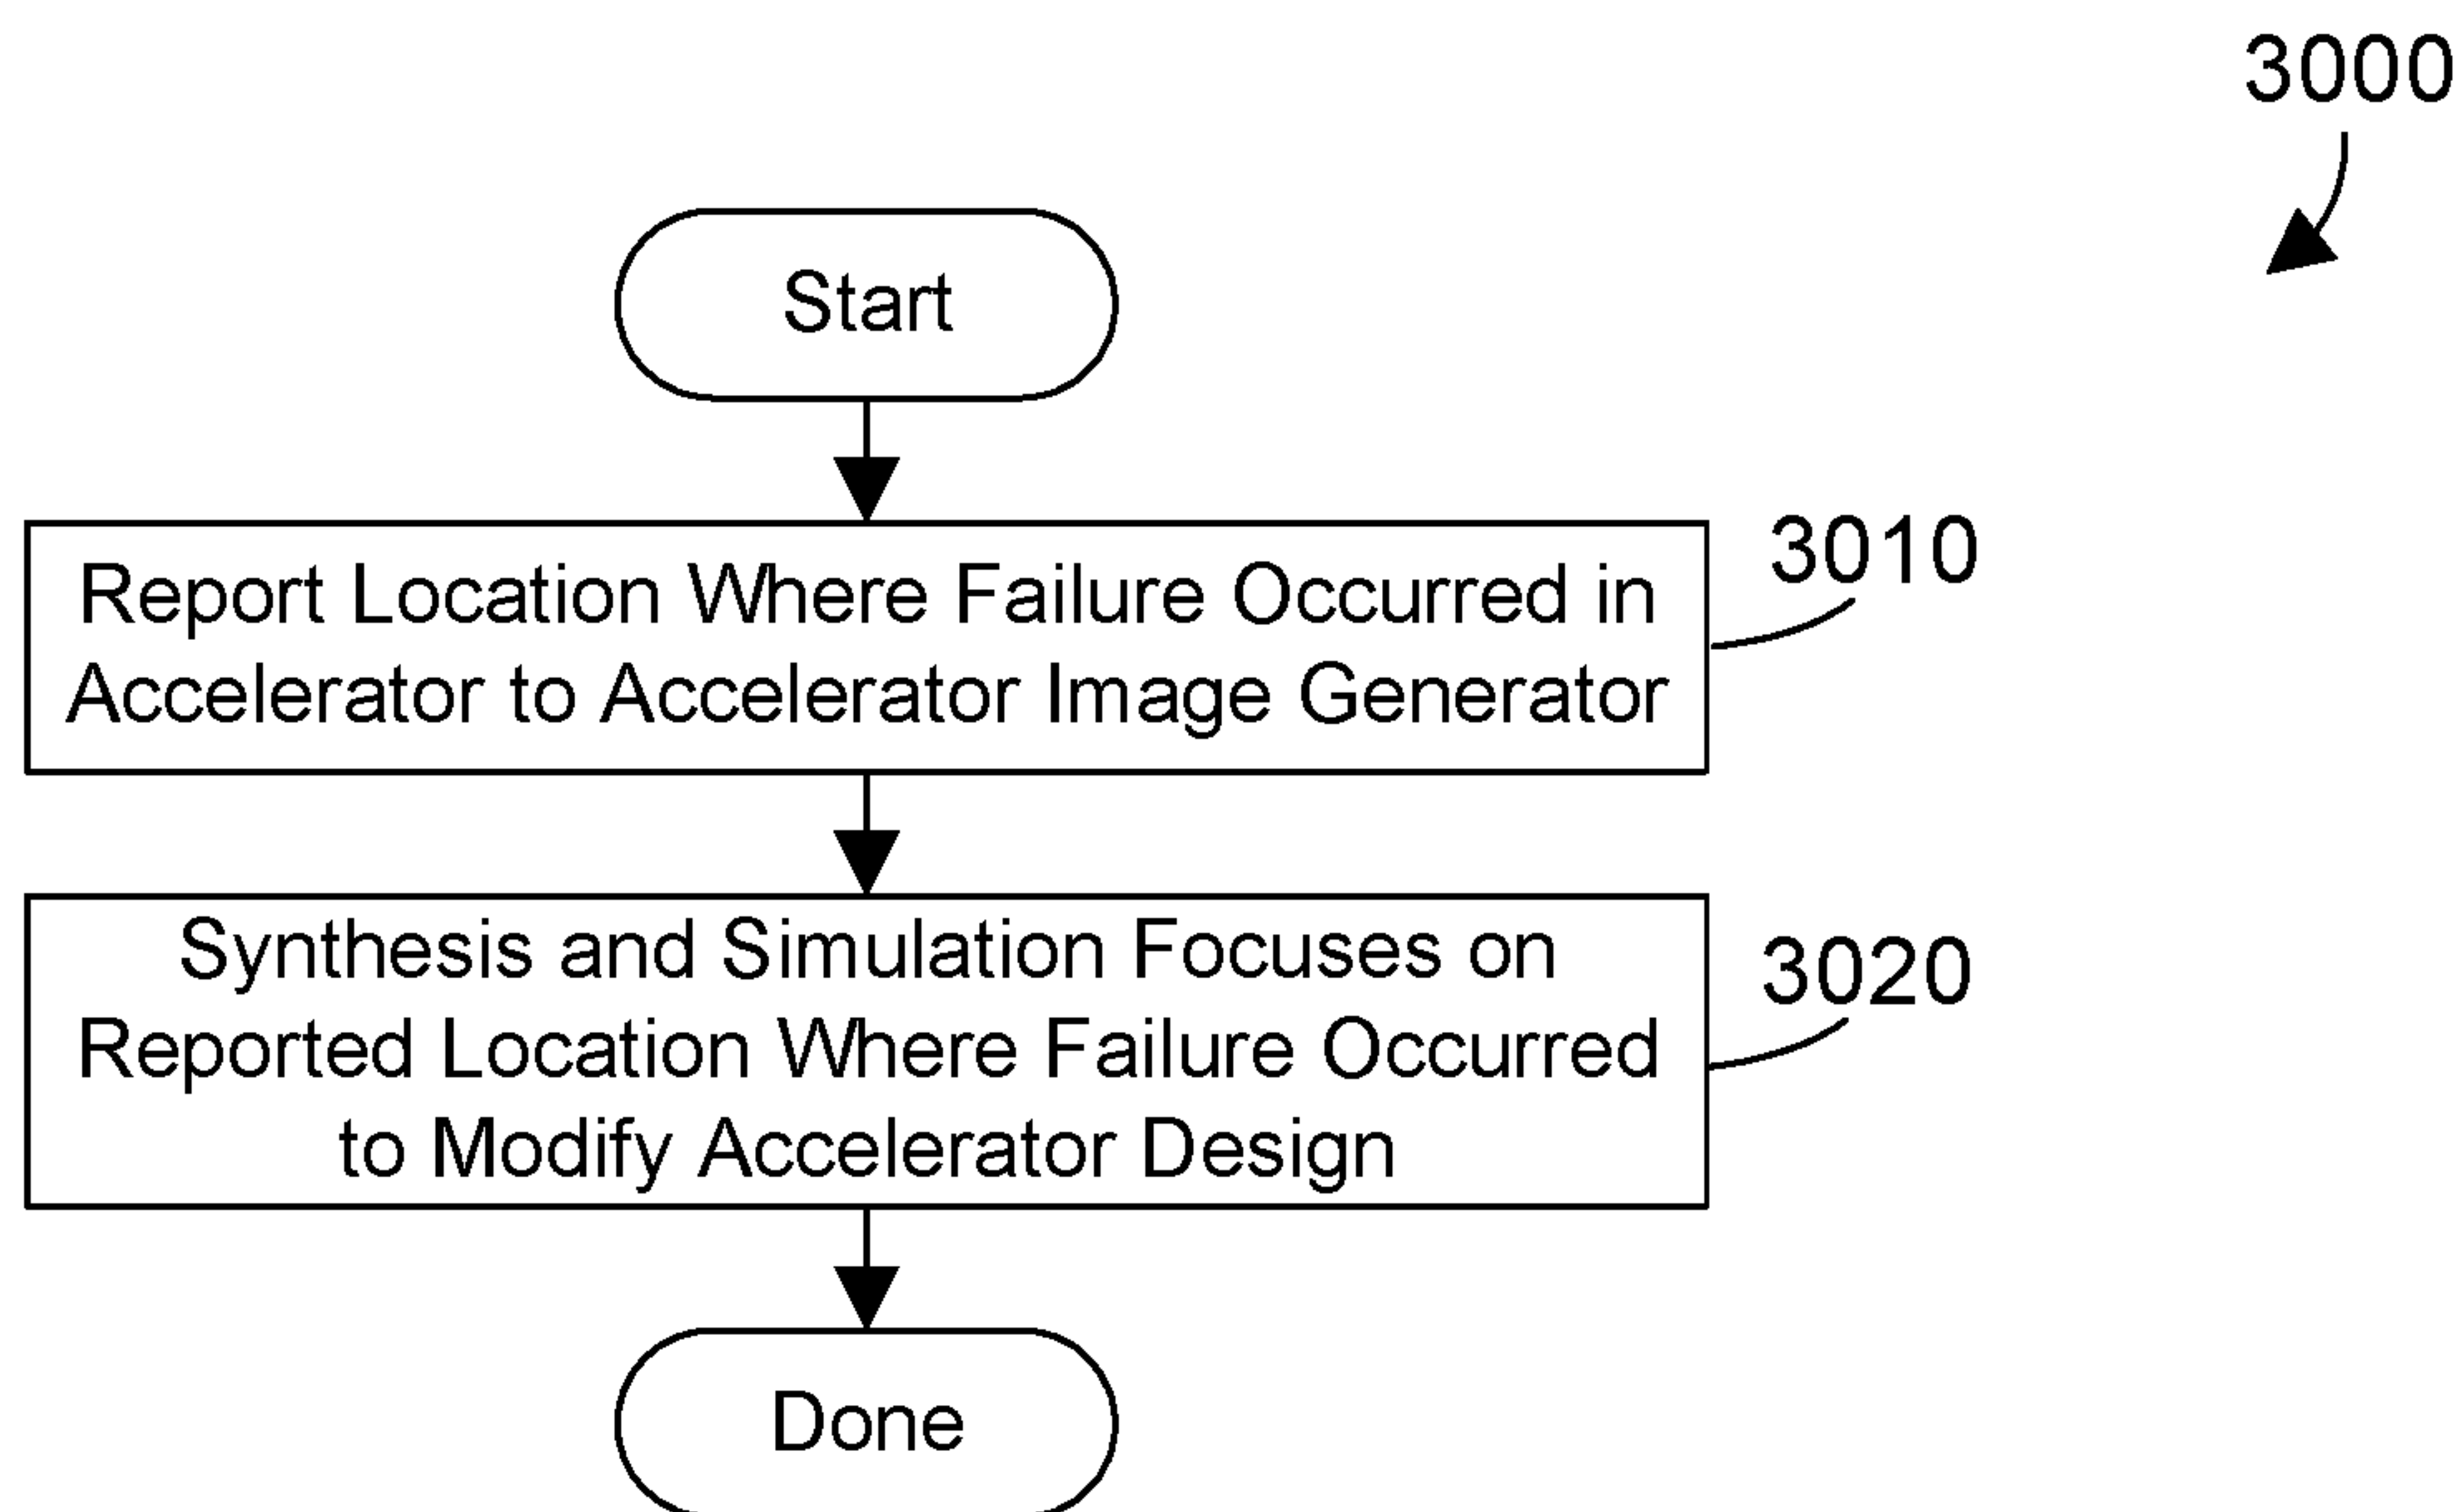 3000
Start
Report Location Where Failure Occurred in
Accelerator to Accelerator Image Generator
3010
Synthesis and Simulation Focuses on
Reported Location Where Failure Occurred
to Modify Accelerator Design
3020
Done